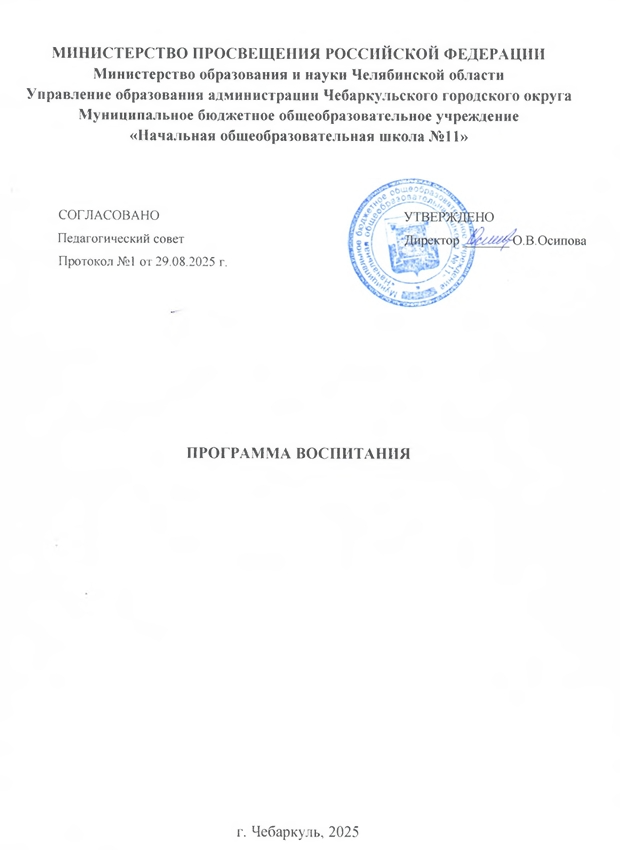 МИНИСТЕРСТВО ПРОСВЕЩЕНИЯ РОССИЙСКОЙ ФЕДЕРАЦИИ
Министерство образования и науки Челябинской области
Управление образования администрации Чебаркульского городского округа
Муниципальное бюджетное общеобразовательное учреждение
«Начальная общеобразовательная школа №11»
СОГЛАСОВАНО
УТВЕРЖДЕНО
Педагогический совет
Директор О.В.Осипова
Протокол №1 от 29.08.2025 г.
ПРОГРАММА ВОСПИТАНИЯ
г. Чебаркуль, 2025